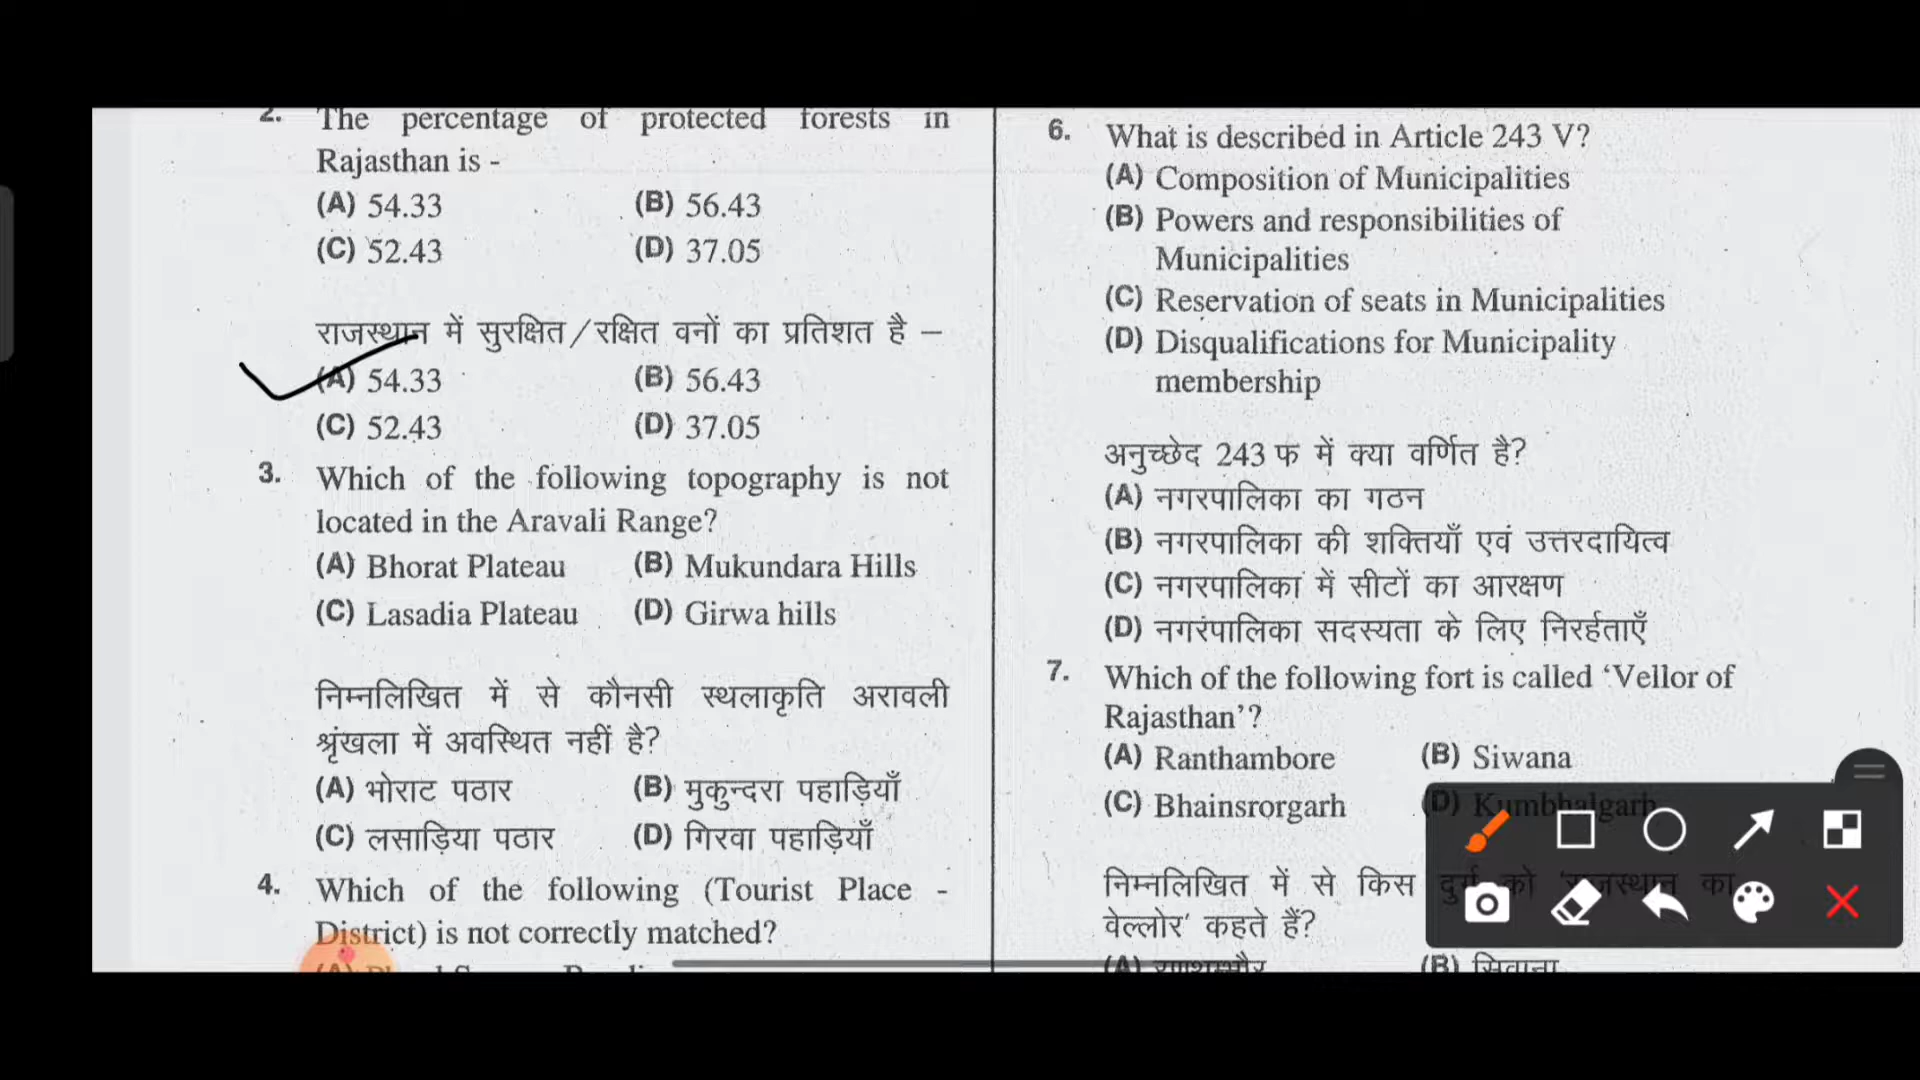 2. The percentage of protected forests in
Rajasthan is -
(A) 54.33 (B) 56.43
(C) 52.43 (D) 37.05
राजस्थान में सुरक्षित/रक्षित वनों का प्रतिशत है –
(A) 54.33 (B) 56.43
(C) 52.43 (D) 37.05
3. Which of the following topography is not
located in the Aravali Range?
(A) Bhorat Plateau (B) Mukundara Hills
(C) Lasadia Plateau (D) Girwa hills
निम्नलिखित में से कौनसी स्थलाकृति अरावली
श्रृंखला में अवस्थित नहीं है?
(A) भोराट पठार (B) मुकुन्दरा पहाड़ियाँ
(C) लसाड़िया पठार (D) गिरवा पहाड़ियाँ
4. Which of the following (Tourist Place -
District) is not correctly matched?
6. What is described in Article 243 V?
(A) Composition of Municipalities
(B) Powers and responsibilities of
Municipalities
(C) Reservation of seats in Municipalities
(D) Disqualifications for Municipality
membership
अनुच्छेद 243 फ में क्या वर्णित है?
(A) नगरपालिका का गठन
(B) नगरपालिका की शक्तियाँ एवं उत्तरदायित्व
(C) नगरपालिका में सीटों का आरक्षण
(D) नगरपालिका सदस्यता के लिए निरर्हताएँ
7. Which of the following fort is called ‘Vellor of
Rajasthan’?
(A) Ranthambore (B) Siwana
(C) Bhainsrorgarh (D) Kumbhalgarh
निम्नलिखित में से किस दुर्ग को ‘राजस्थान का
वेल्लोर’ कहते हैं?
(A) रणथम्भौर (B) सिवाना